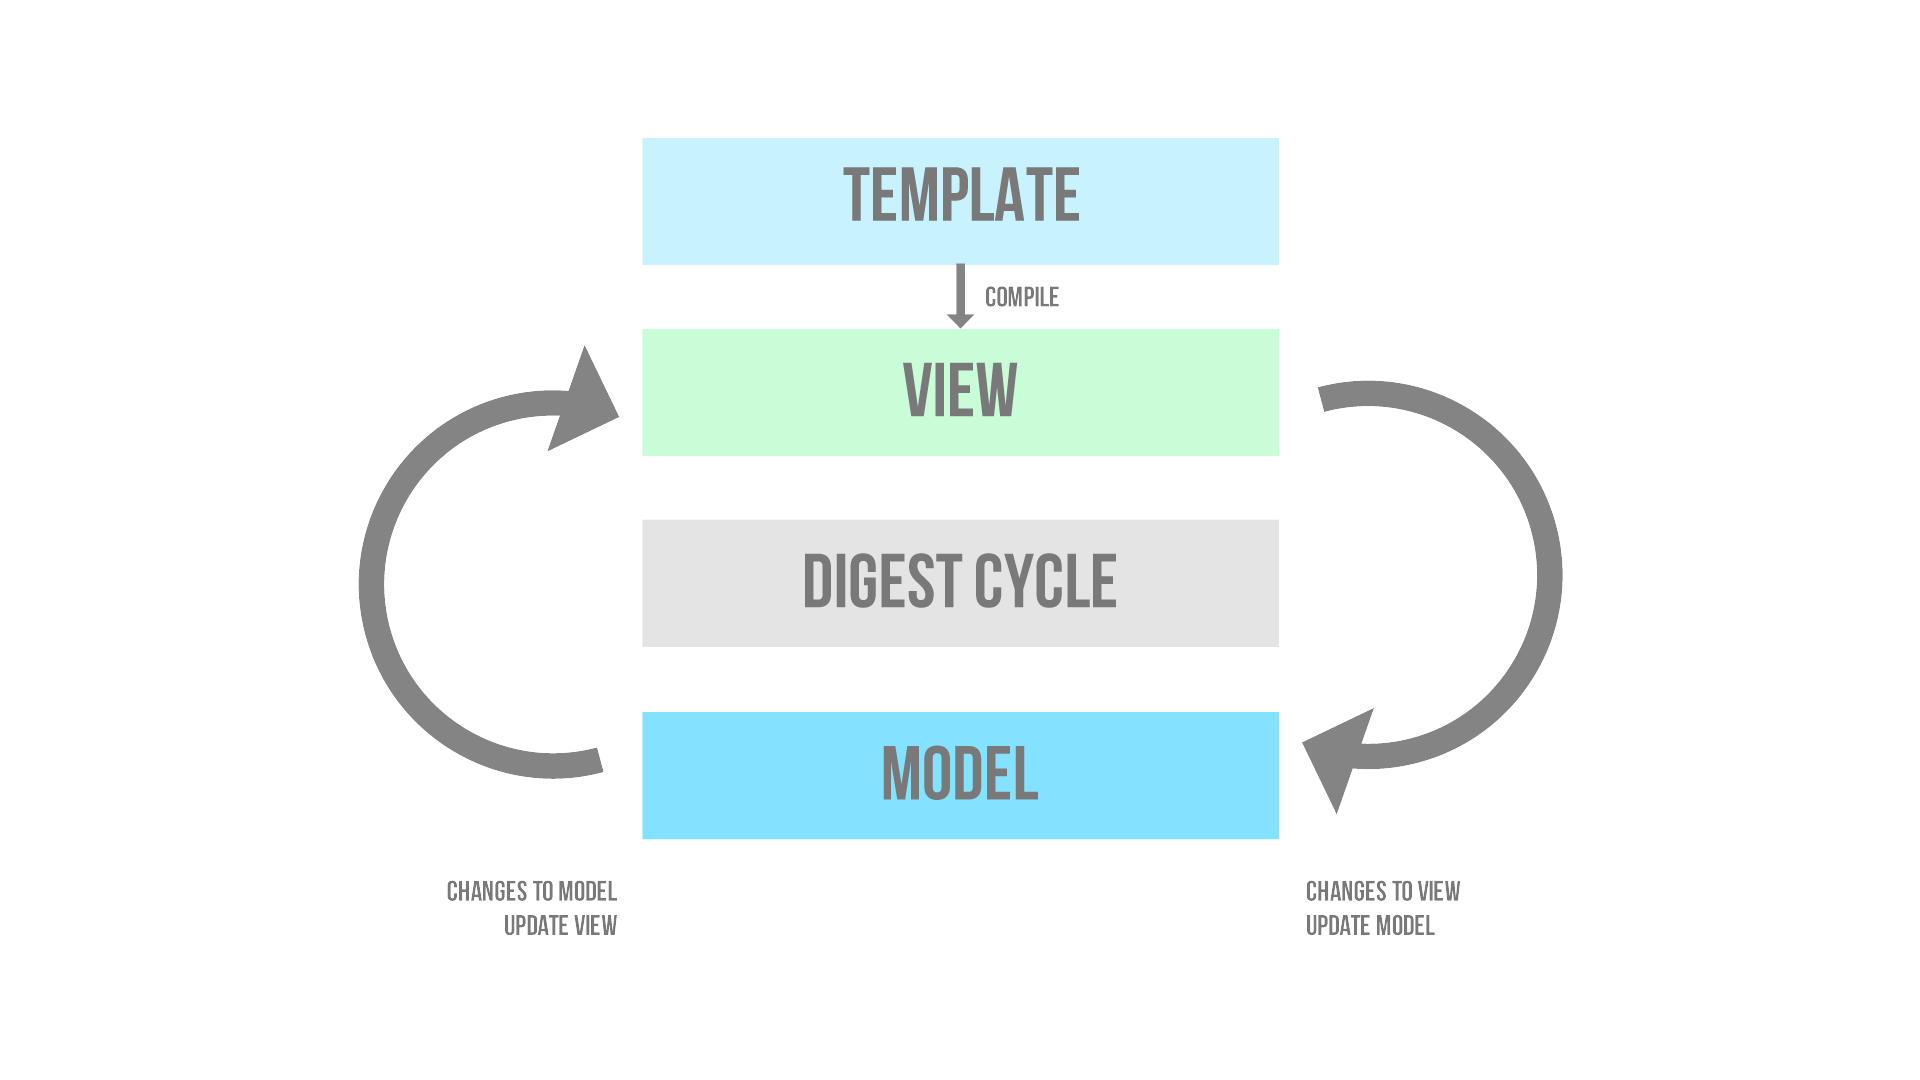 TEMPLATE
COMPILE
VIEW
DIGEST CYCLE
MODEL
CHANGES TO MODEL
UPDATE VIEW
CHANGES TO VIEW
UPDATE MODEL